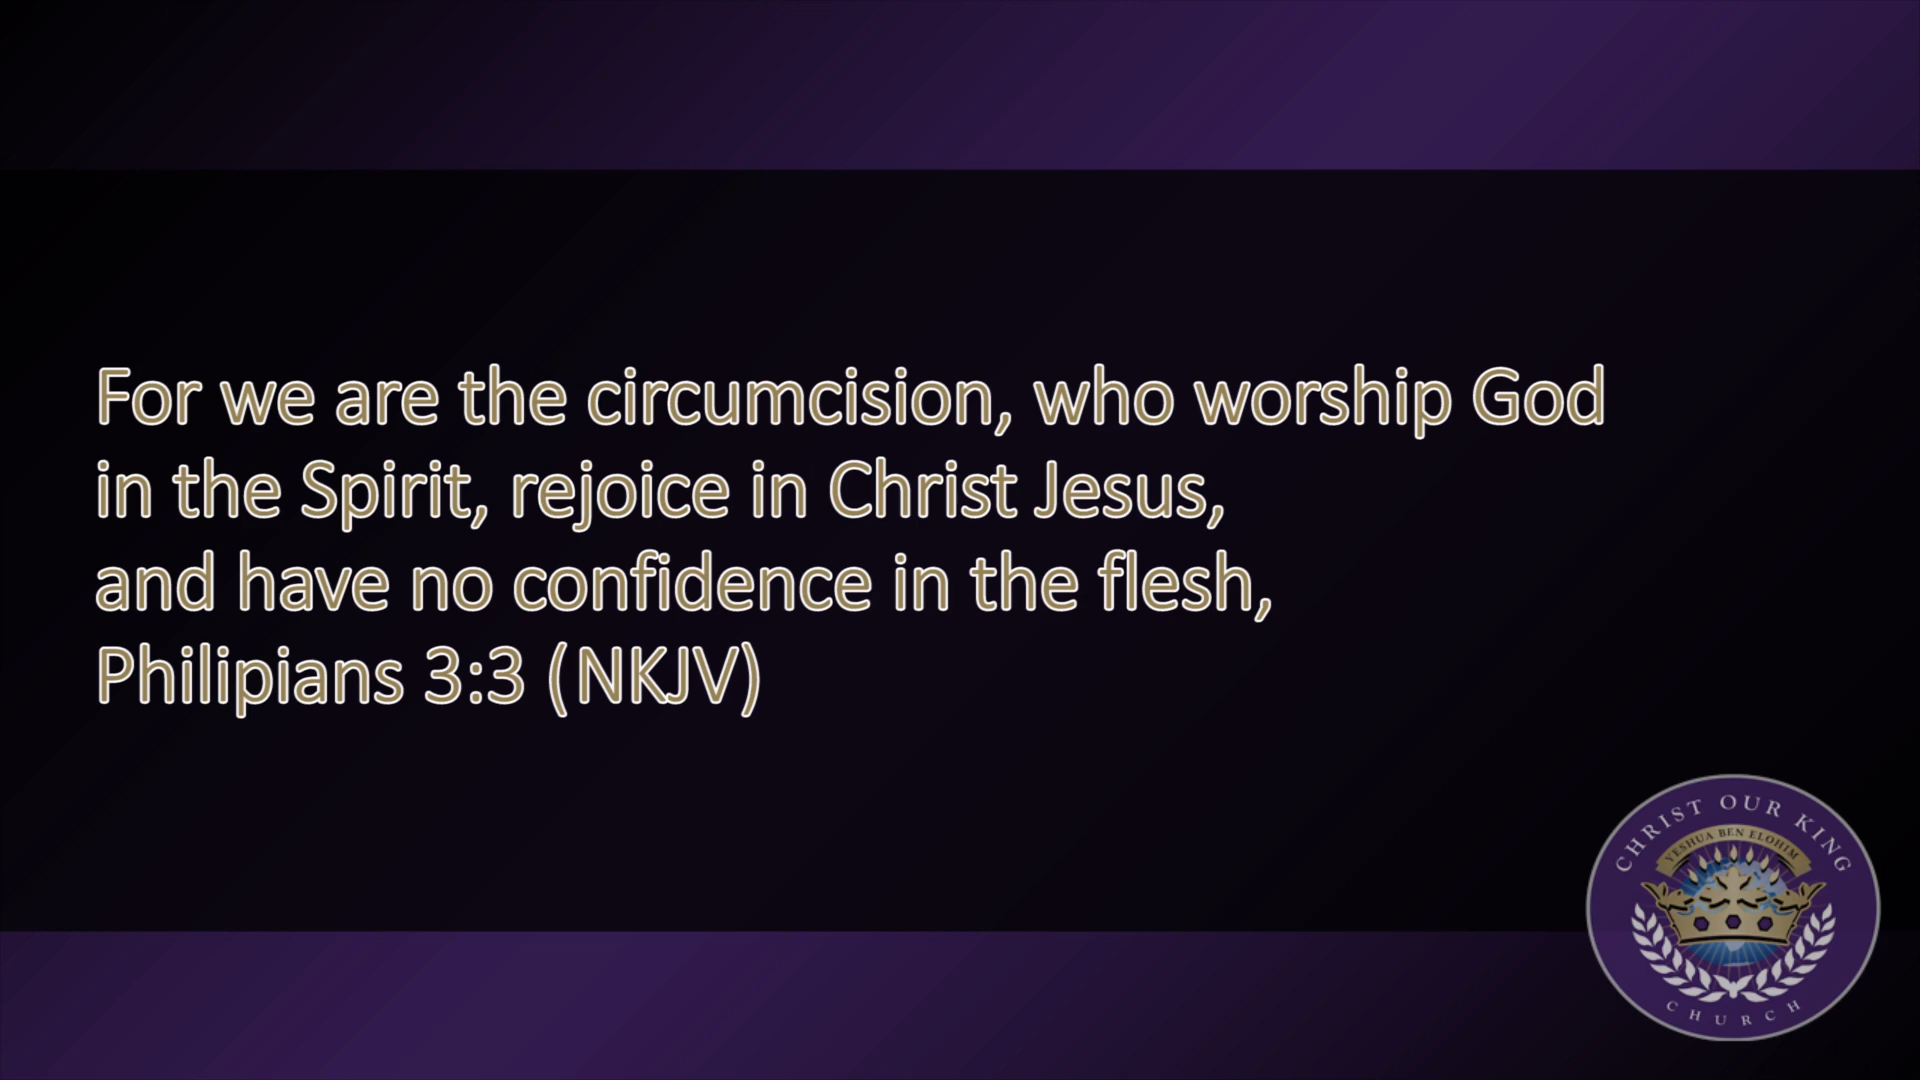 For we are the circumcision, who worship God
in the Spirit, rejoice in Christ Jesus,
and have no confidence in the flesh,
Philipians 3:3 (NKJV)
CHRIST OUR KING
YESHUA BEN ELOHIM
CHURCH